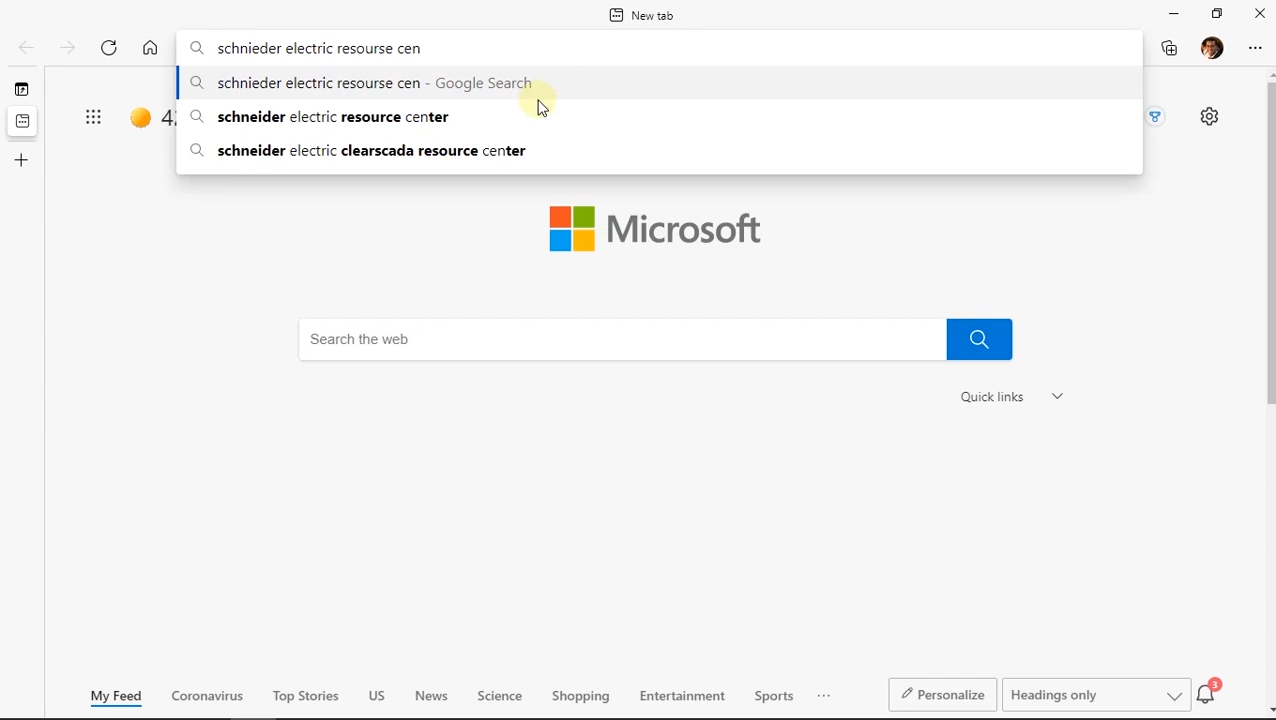 New tab
schnieder electric resourse cen
schnieder electric resourse cen - Google Search
schneider electric resource center
schneider electric clearscada resource center
Microsoft
Search the web
Quick links
My Feed Coronavirus Top Stories US News Science Shopping Entertainment Sports ... Personalize Headings only 3